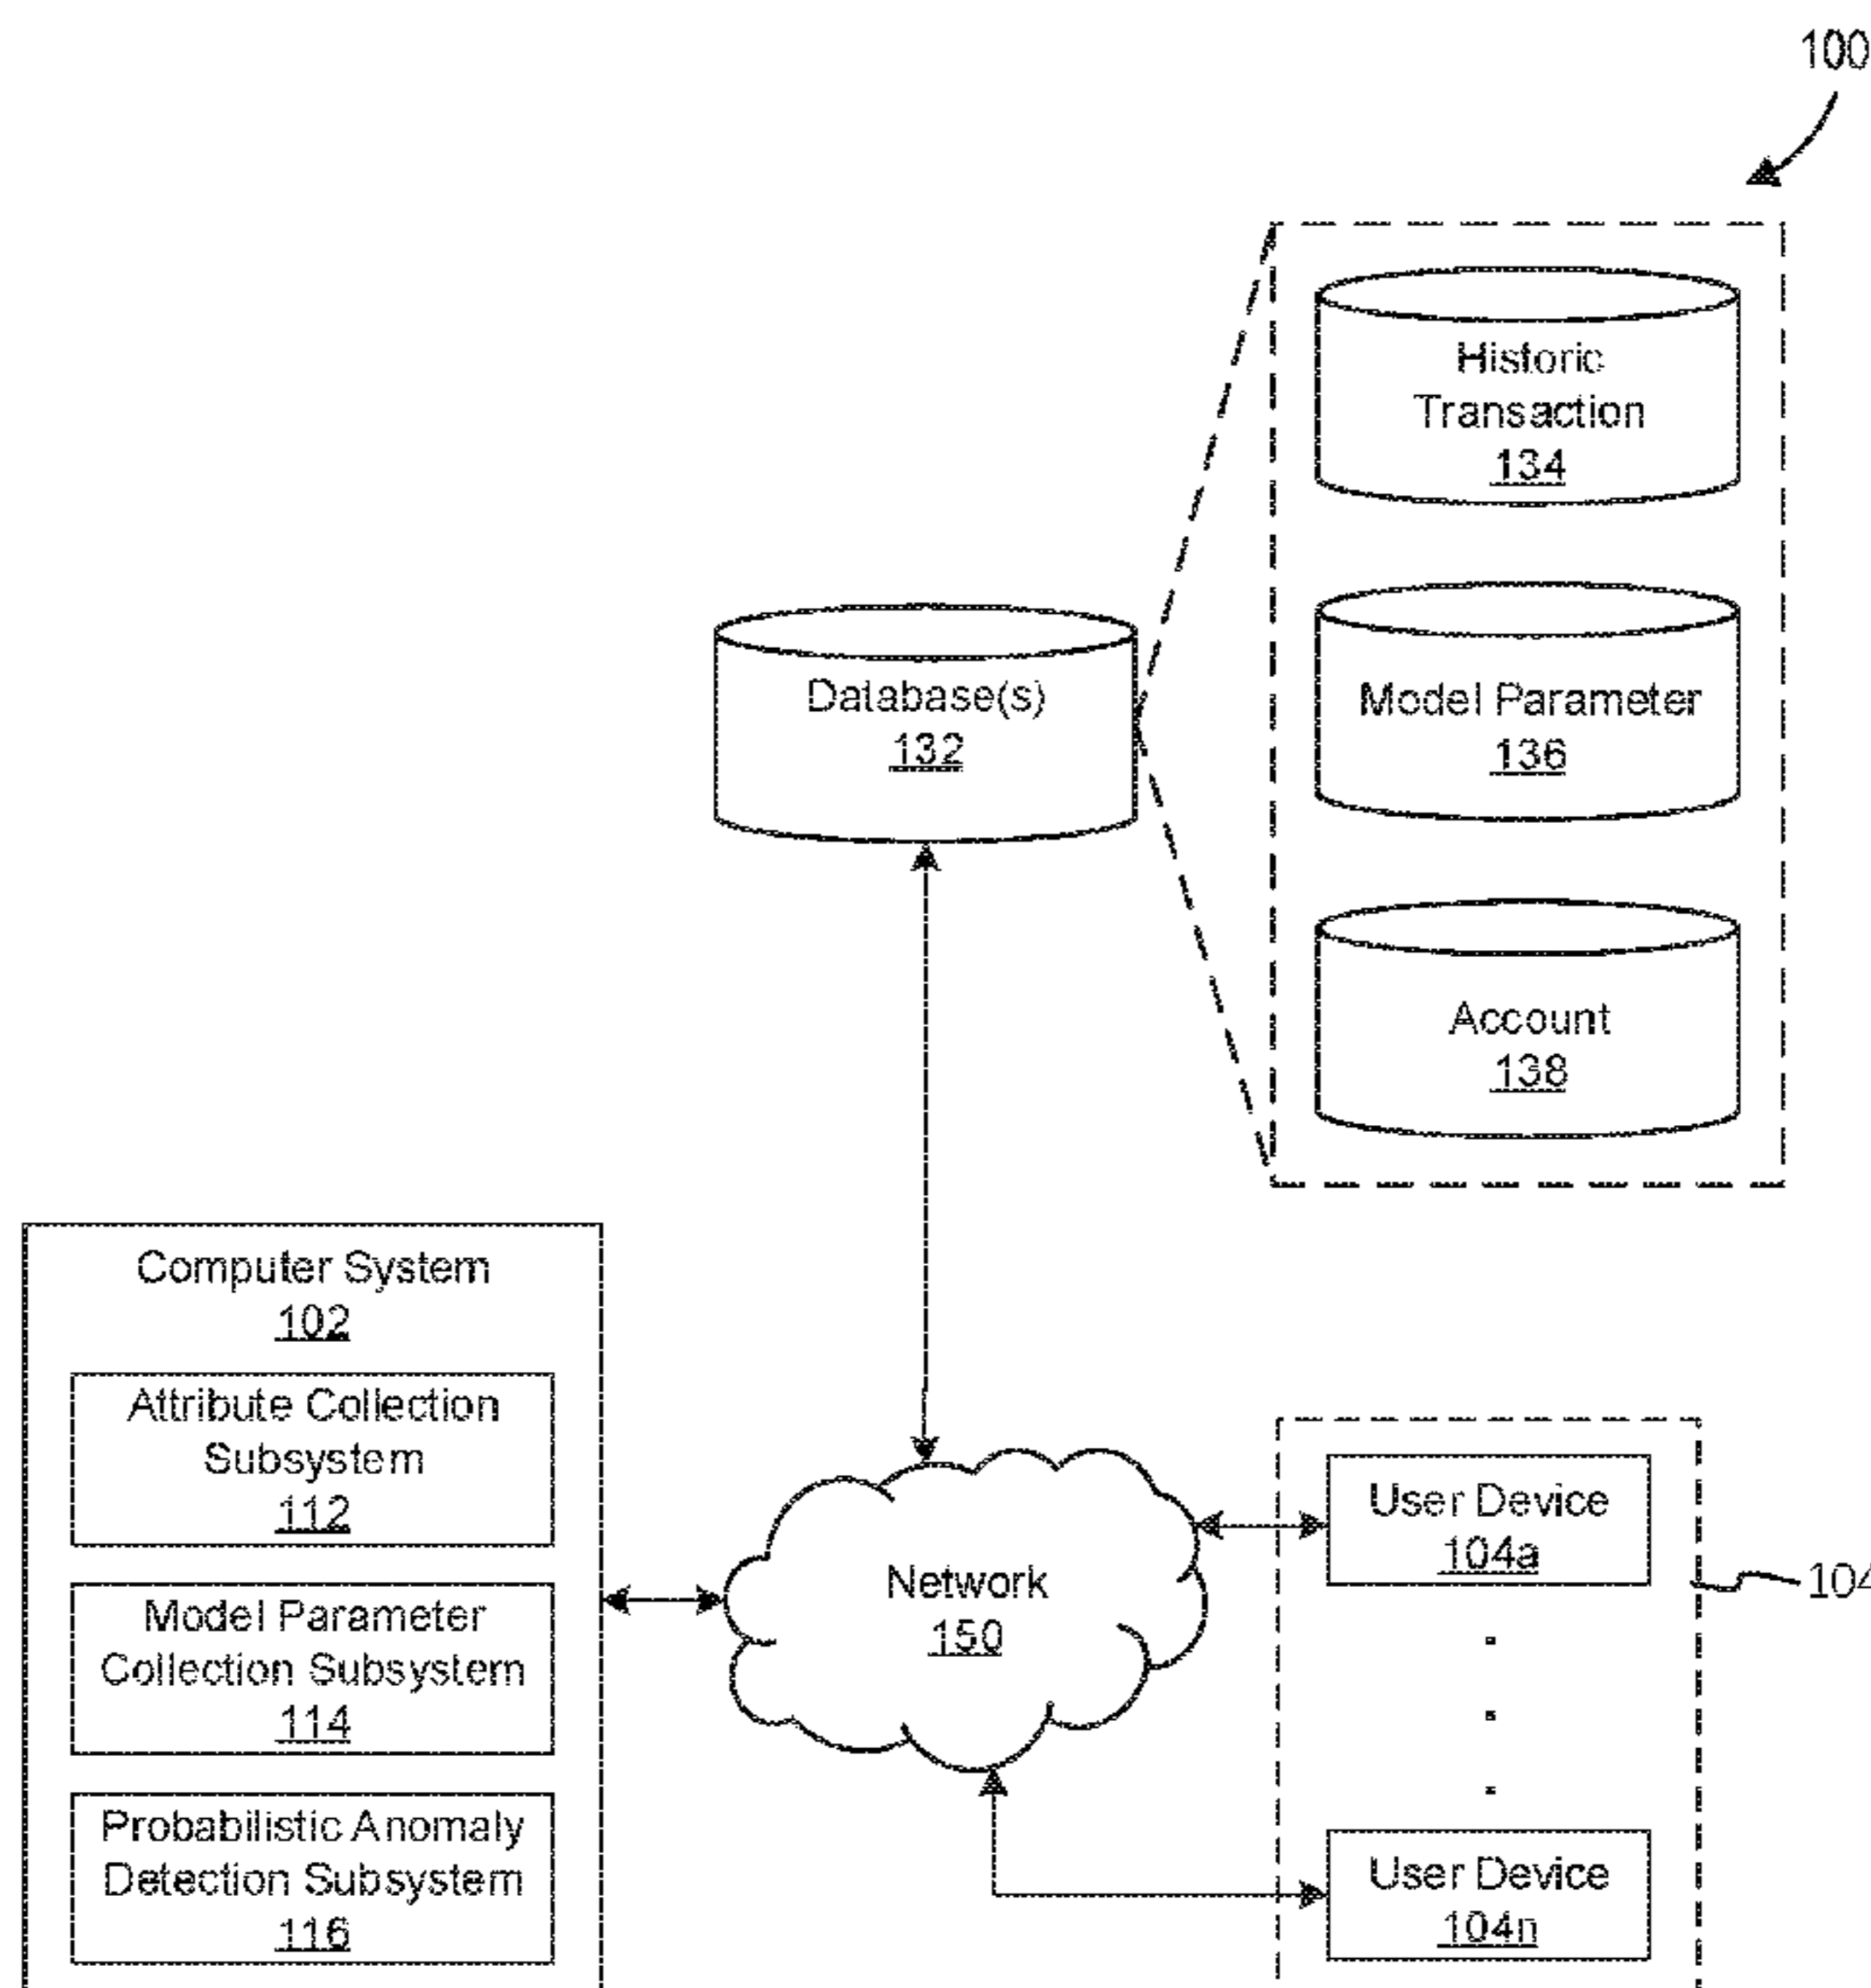 100
Historic
Transaction
134
Database(s)
132
Model Parameter
136
Account
138
Computer System
102
Attribute Collection
Subsystem
112
Model Parameter
Collection Subsystem
114
Probabilistic Anomaly
Detection Subsystem
116
Network
150
User Device
104a
104
User Device
104n